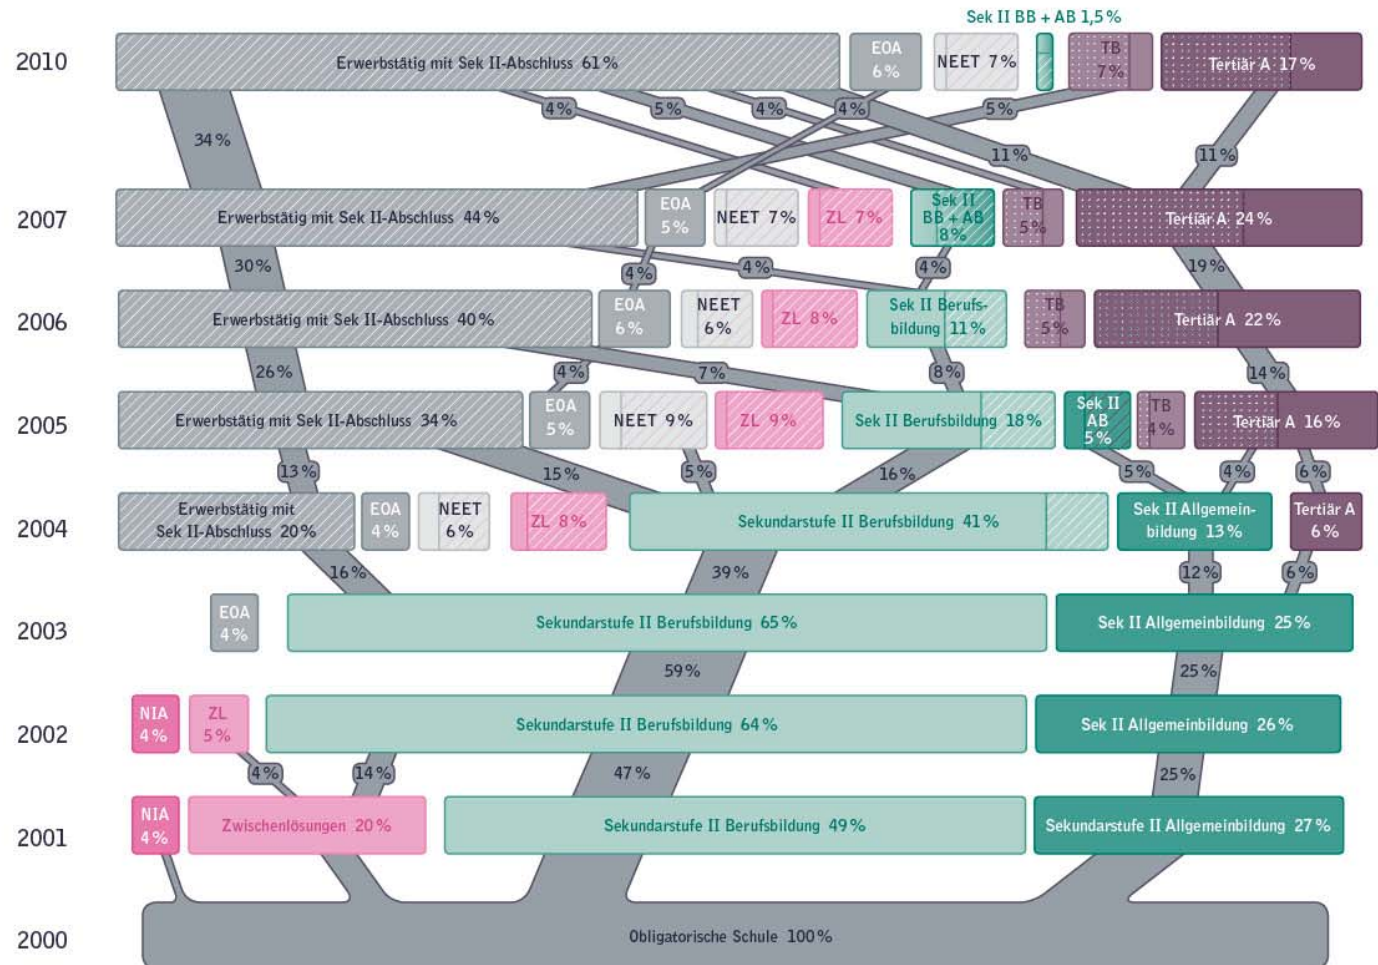 Sek II BB + AB 1,5 %
2010
Erwerbstätig mit Sek II-Abschluss 61 %
EOA
6 %
NEET 7 %
TB
7 %
Tertiär A 17 %
4 %
5 %
4 %
4 %
5 %
34 %
11 %
11 %
2007
Erwerbstätig mit Sek II-Abschluss 44 %
EOA
5 %
NEET 7 %
ZL 7 %
Sek II
BB + AB
8 %
TB
5 %
Tertiär A 24 %
30 %
4 %
4 %
4 %
19 %
2006
Erwerbstätig mit Sek II-Abschluss 40 %
EOA
6 %
NEET
6 %
ZL 8 %
Sek II Berufs-
bildung 11 %
TB
5 %
Tertiär A 22 %
26 %
4 %
7 %
8 %
14 %
2005
Erwerbstätig mit Sek II-Abschluss 34 %
EOA
5 %
NEET 9 %
ZL 9 %
Sek II Berufsbildung 18 %
Sek II
AB
5 %
TB
4 %
Tertiär A 16 %
13 %
15 %
5 %
16 %
5 %
4 %
6 %
2004
Erwerbstätig mit
Sek II-Abschluss 20 %
EOA
4 %
NEET
6 %
ZL 8 %
Sekundarstufe II Berufsbildung 41 %
Sek II Allgemein-
bildung 13 %
Tertiär A
6 %
16 %
39 %
12 %
6 %
2003
EOA
4 %
Sekundarstufe II Berufsbildung 65 %
Sek II Allgemeinbildung 25 %
59 %
25 %
2002
NIA
4 %
ZL
5 %
Sekundarstufe II Berufsbildung 64 %
Sek II Allgemeinbildung 26 %
4 %
14 %
47 %
25 %
2001
NIA
4 %
Zwischenlösungen 20 %
Sekundarstufe II Berufsbildung 49 %
Sekundarstufe II Allgemeinbildung 27 %
2000
Obligatorische Schule 100 %